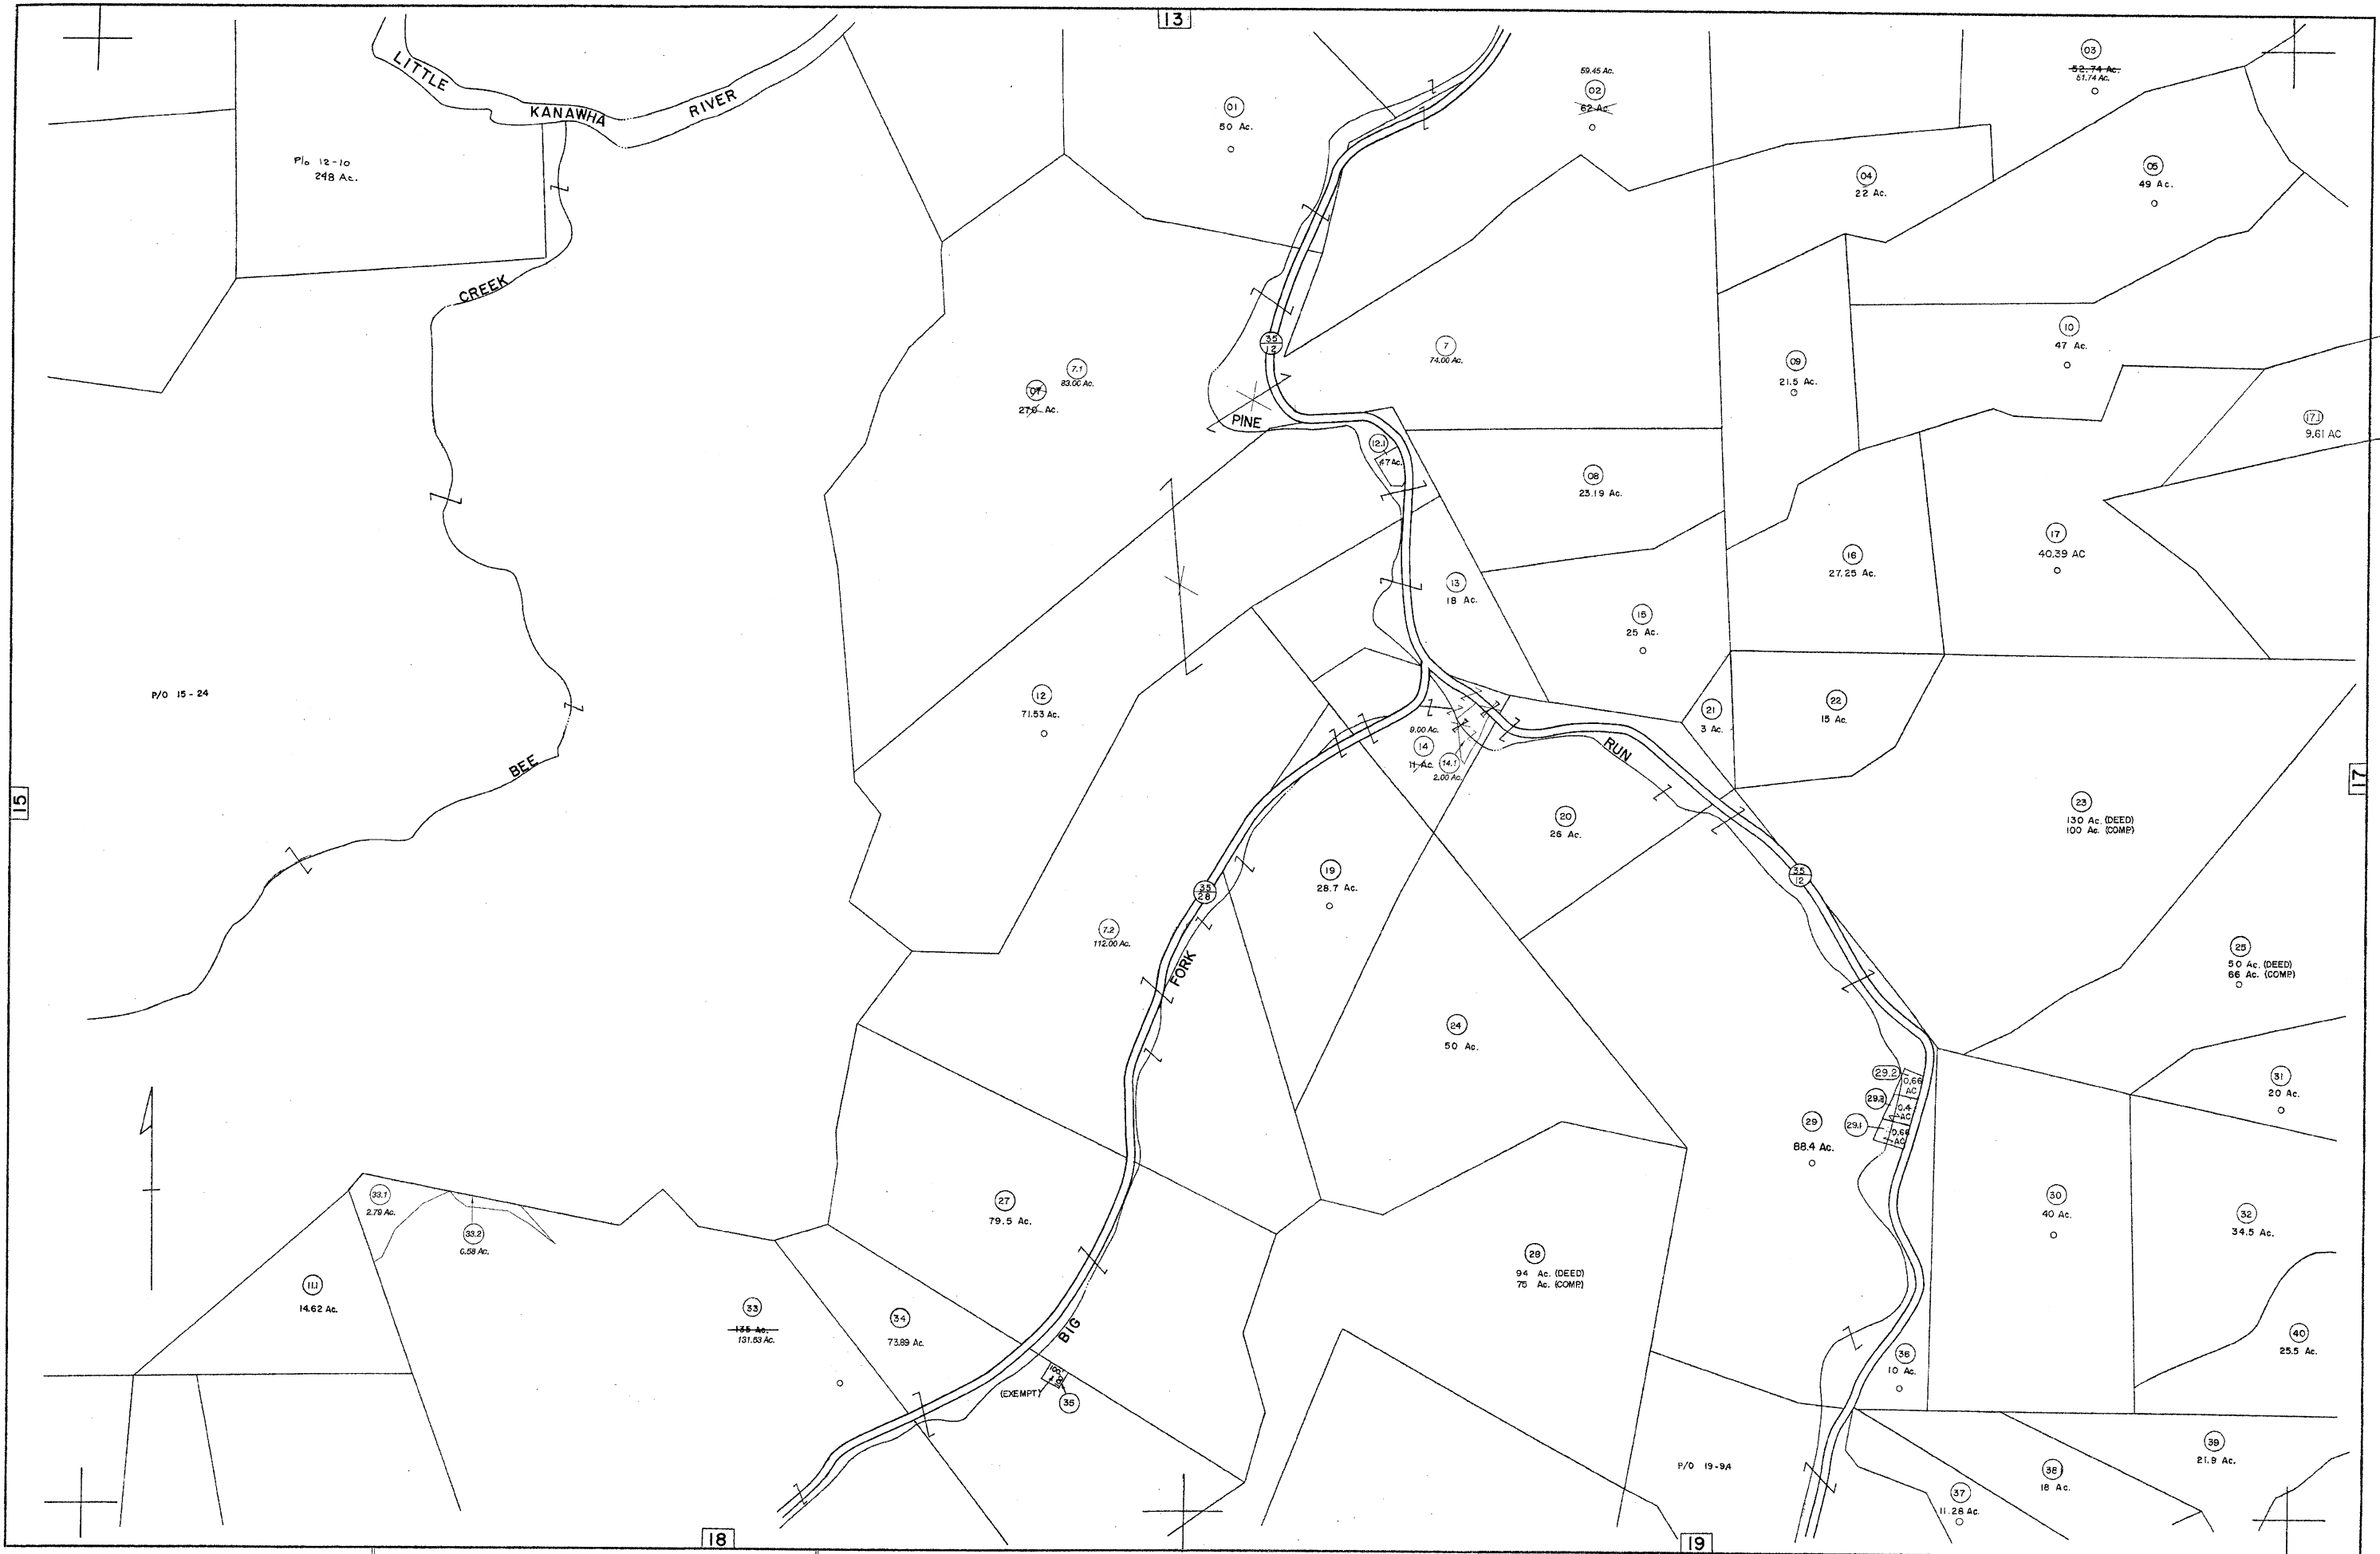 13
LITTLE
KANAWHA
RIVER
P/o 12-10
248 Ac.
01
50 Ac.
59.45 Ac.
02
62 Ac.
03
52.74 Ac.
51.74 Ac.
04
22 Ac.
05
49 Ac.
CREEK
35
12
7
74.00 Ac.
7.1
83.00 Ac.
07
270 Ac.
PINE
09
21.5 Ac.
10
47 Ac.
17.1
9.61 AC
12.1
.47 Ac.
08
23.19 Ac.
17
40.39 AC
16
27.25 Ac.
13
18 Ac.
15
25 Ac.
P/O 15-24
12
71.53 Ac.
21
3 Ac.
22
15 Ac.
9.00 Ac.
14
11 Ac.
14.1
2.00 Ac.
RUN
BEE
15
17
23
130 Ac. (DEED)
100 Ac. (COMP)
20
26 Ac.
19
28.7 Ac.
35
28
35
12
7.2
112.00 Ac.
FORK
25
50 Ac. (DEED)
66 Ac. (COMP)
24
50 Ac.
29.2
0.66
AC
0.4
AC
29.1
0.66
AC
29
88.4 Ac.
31
20 Ac.
33.1
2.79 Ac.
33.2
0.58 Ac.
27
79.5 Ac.
30
40 Ac.
32
34.5 Ac.
11.1
14.62 Ac.
28
94 Ac. (DEED)
75 Ac. (COMP)
33
135 Ac.
131.63 Ac.
34
73.89 Ac.
BIG
40
25.5 Ac.
36
10 Ac.
(EXEMPT)
35
39
21.9 Ac.
P/O 19-9A
38
18 Ac.
37
11.28 Ac.
18
19